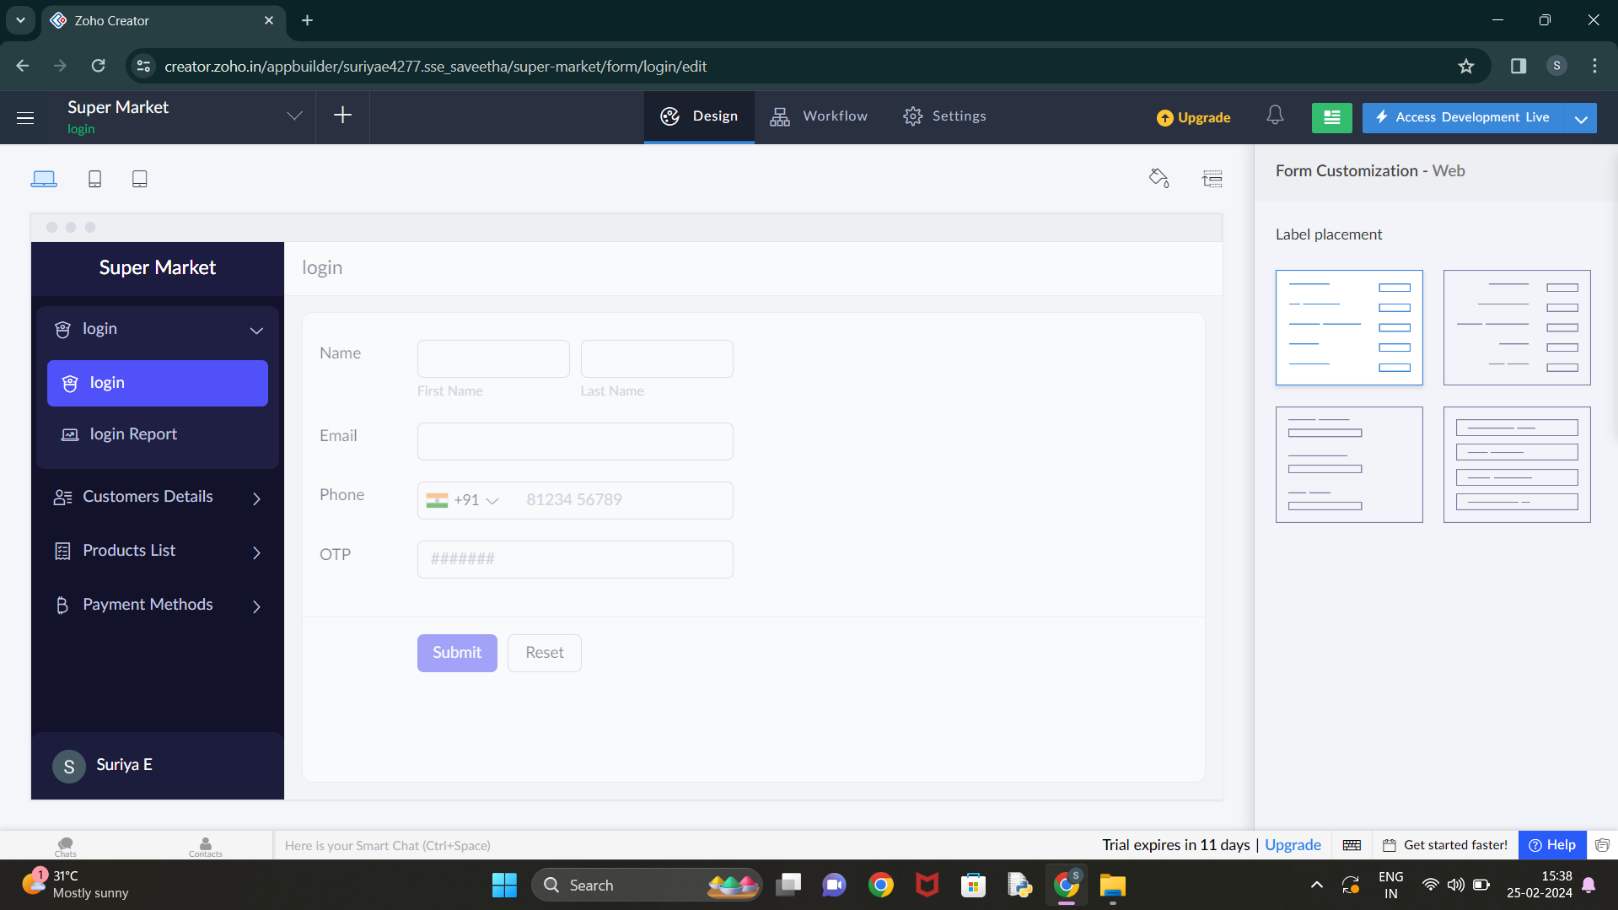 Zoho Creator
creator.zoho.in/appbuilder/suriyae4277.sse_saveetha/super-market/form/login/edit
S
Super Market
login
Design
Workflow
Settings
Upgrade
Access Development Live
Form Customization - Web
Label placement
Super Market
login
login
login Report
Customers Details
Products List
Payment Methods
S
Suriya E
login
Name
First Name
Last Name
Email
Phone
+91
81234 56789
OTP
#######
Submit
Reset
Chats
Contacts
Here is your Smart Chat (Ctrl+Space)
Trial expires in 11 days | Upgrade
Get started faster!
Help
1
31°C
Mostly sunny
Search
S
ENG
IN
15:38
25-02-2024